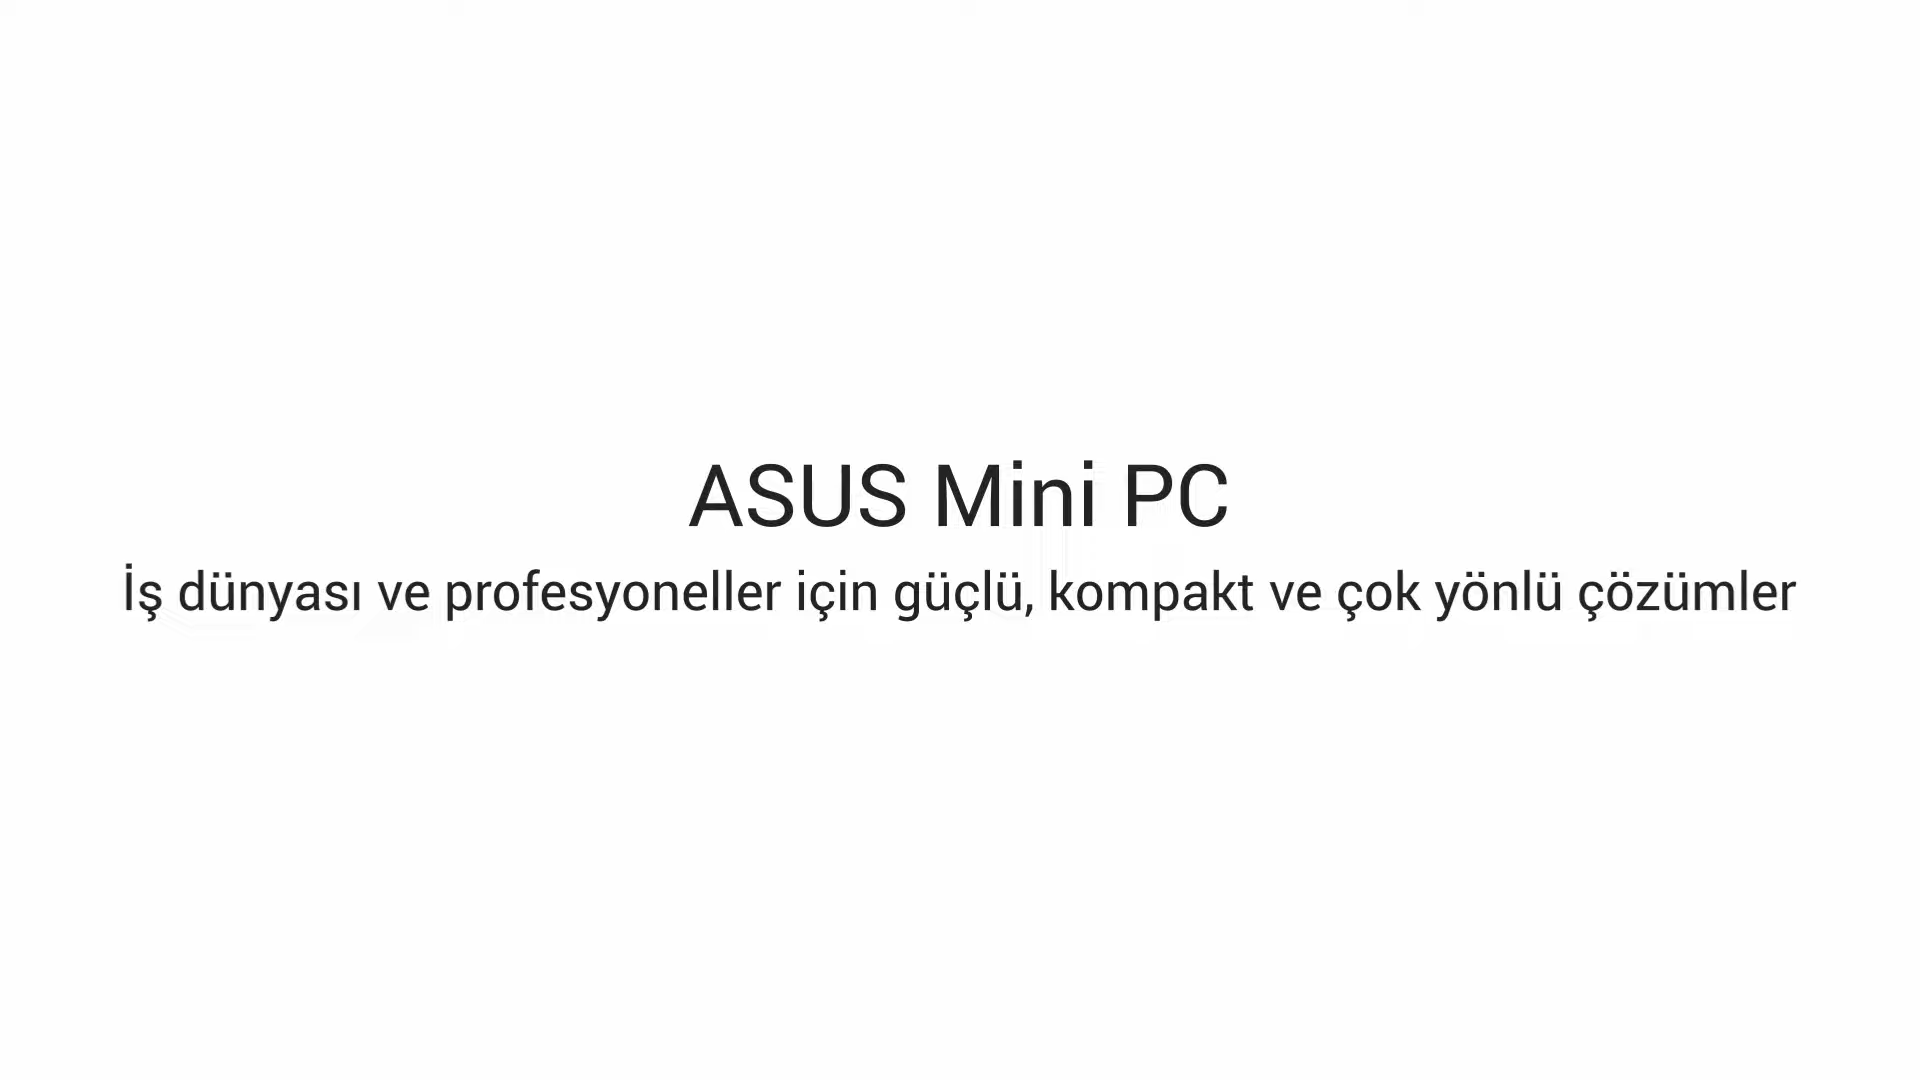 ASUS Mini PC
İş dünyası ve profesyoneller için güçlü, kompakt ve çok yönlü çözümler